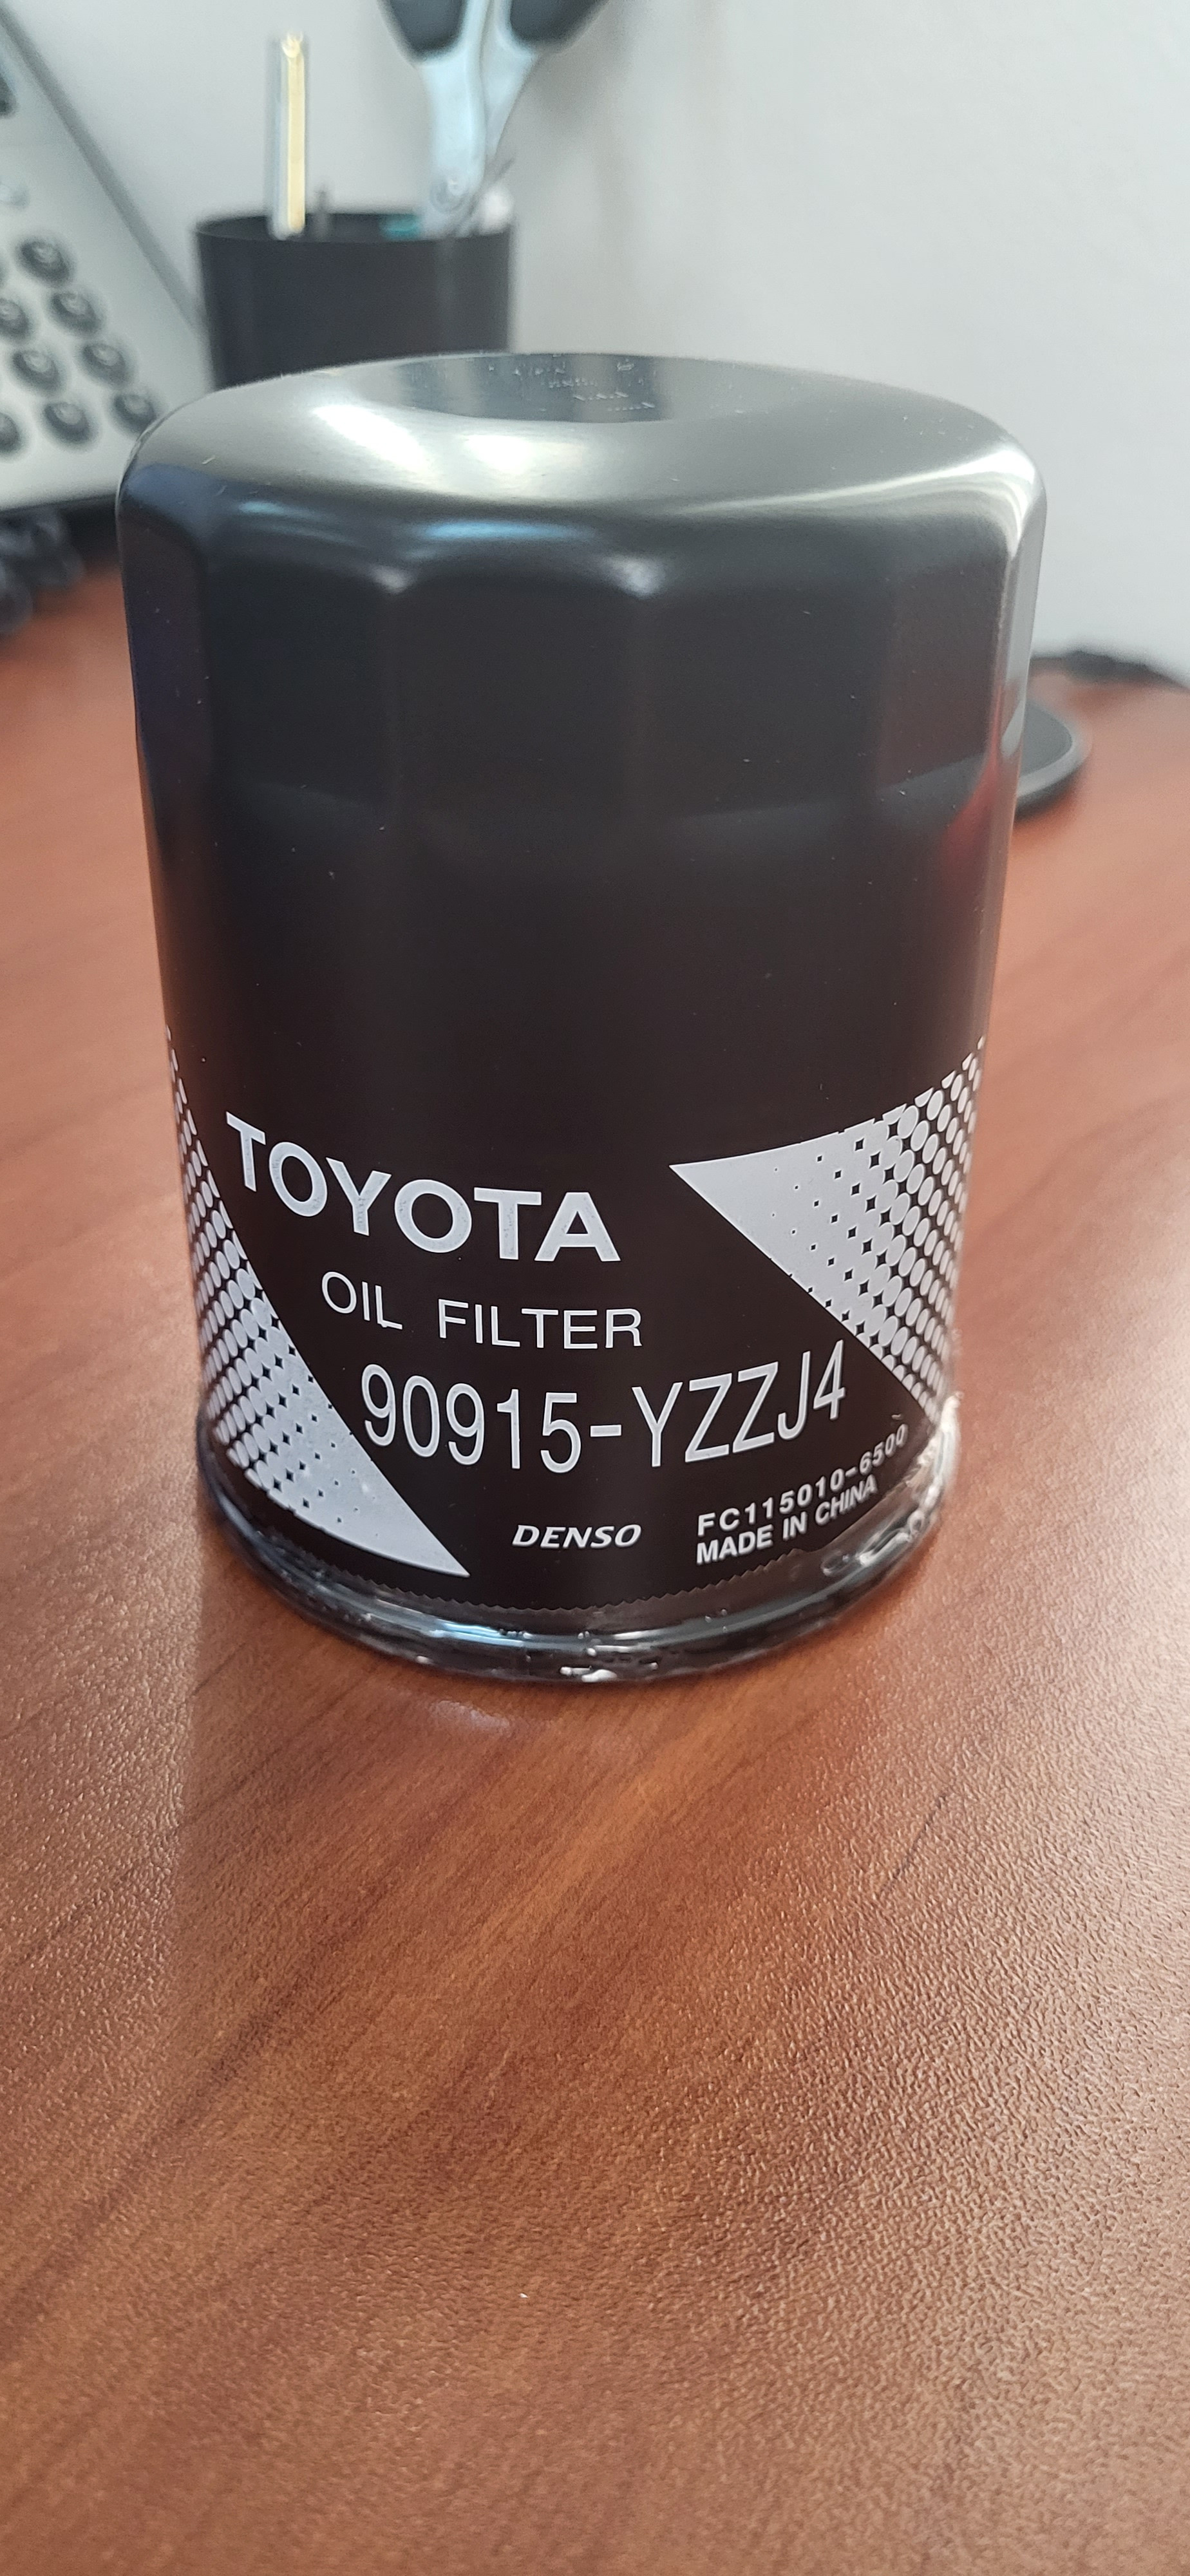 TOYOTA
OIL FILTER
90915-YZZJ4
DENSO
FC115010-6500
MADE IN CHINA